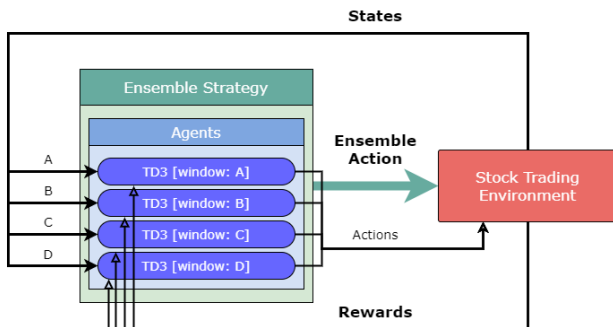 States
Ensemble Strategy
Agents
Ensemble
Action
A
TD3 [window: A]
Stock Trading
Environment
B
TD3 [window: B]
C
TD3 [window: C]
Actions
D
TD3 [window: D]
Rewards